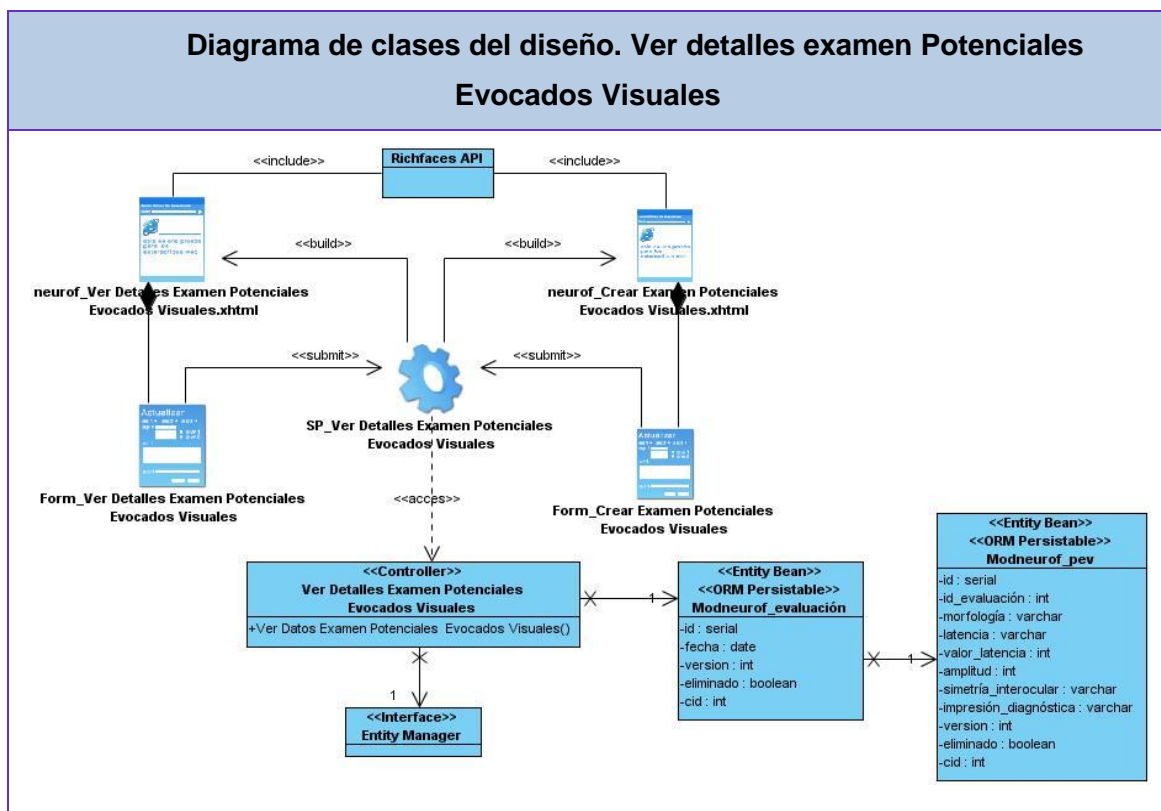 Diagrama de clases del diseño. Ver detalles examen Potenciales
Evocados Visuales
Richfaces API
<<include>>
<<include>>
<<build>>
<<build>>
neurof_Ver Detalles Examen Potenciales
Evocados Visuales.xhtml
neurof_Crear Examen Potenciales
Evocados Visuales.xhtml
<<submit>>
<<submit>>
SP_Ver Detalles Examen Potenciales
Evocados Visuales
Actualizar
Form_Ver Detalles Examen Potenciales
Evocados Visuales
Actualizar
Form_Crear Examen Potenciales
Evocados Visuales
<<acces>>
<<Controller>>
Ver Detalles Examen Potenciales
Evocados Visuales
+Ver Datos Examen Potenciales Evocados Visuales()
1
<<Interface>>
Entity Manager
1
<<Entity Bean>>
<<ORM Persistable>>
Modneurof_evaluación
-id : serial
-fecha : date
-version : int
-eliminado : boolean
-cid : int
1
<<Entity Bean>>
<<ORM Persistable>>
Modneurof_pev
-id : serial
-id_evaluación : int
-morfología : varchar
-latencia : varchar
-valor_latencia : int
-amplitud : int
-simetría_interocular : varchar
-impresión_diagnóstica : varchar
-version : int
-eliminado : boolean
-cid : int